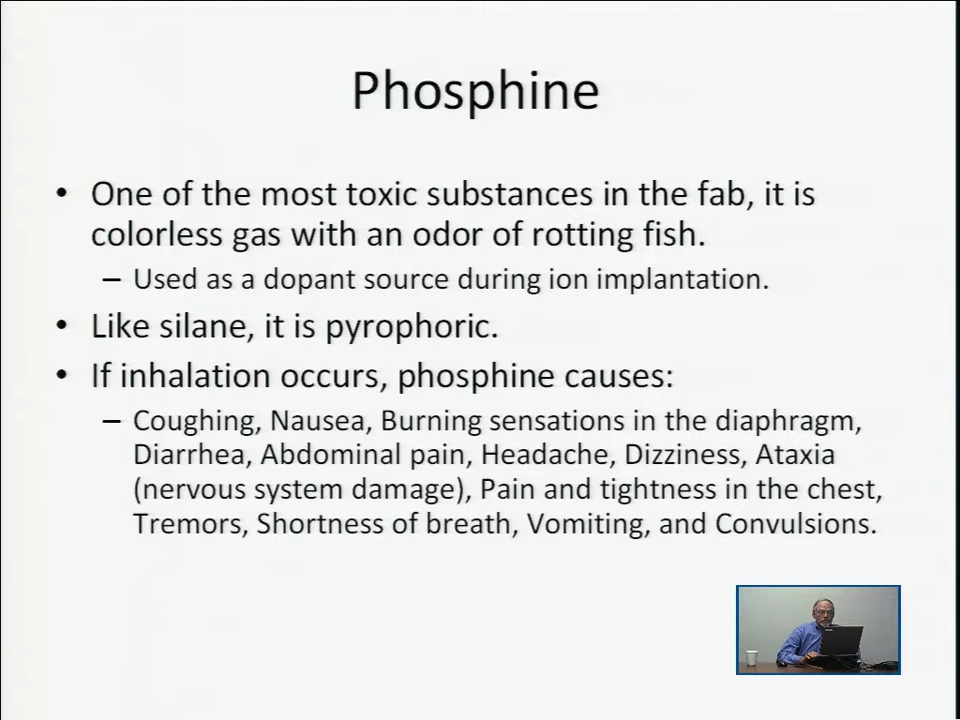 Phosphine
• One of the most toxic substances in the fab, it is
colorless gas with an odor of rotting fish.
– Used as a dopant source during ion implantation.
• Like silane, it is pyrophoric.
• If inhalation occurs, phosphine causes:
– Coughing, Nausea, Burning sensations in the diaphragm,
Diarrhea, Abdominal pain, Headache, Dizziness, Ataxia
(nervous system damage), Pain and tightness in the chest,
Tremors, Shortness of breath, Vomiting, and Convulsions.